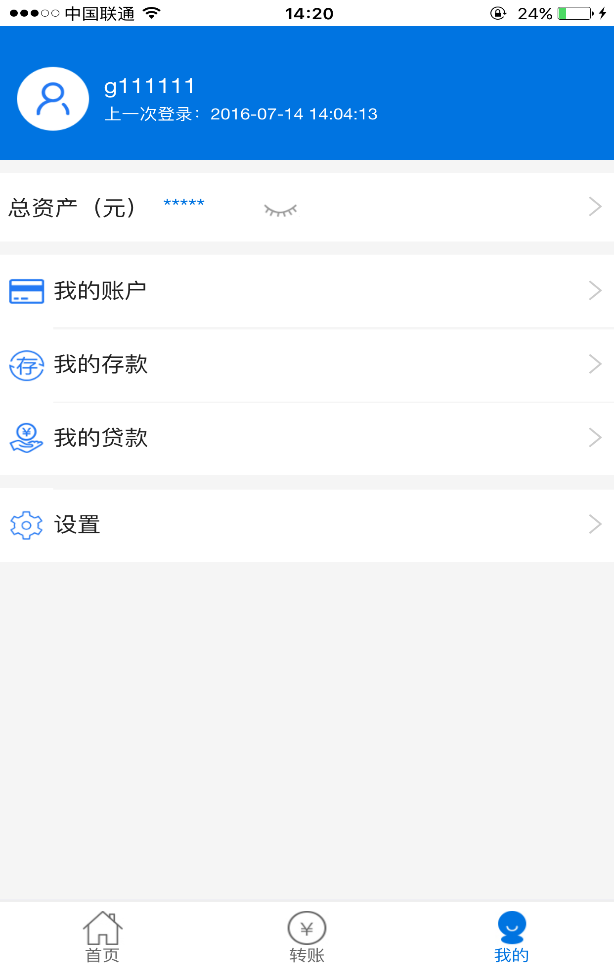 中国联通 14:20 24%
g111111
上一次登录：2016-07-14 14:04:13
总资产（元） *****
我的账户
存 我的存款
¥ 我的贷款
设置
¥
首页 转账 我的